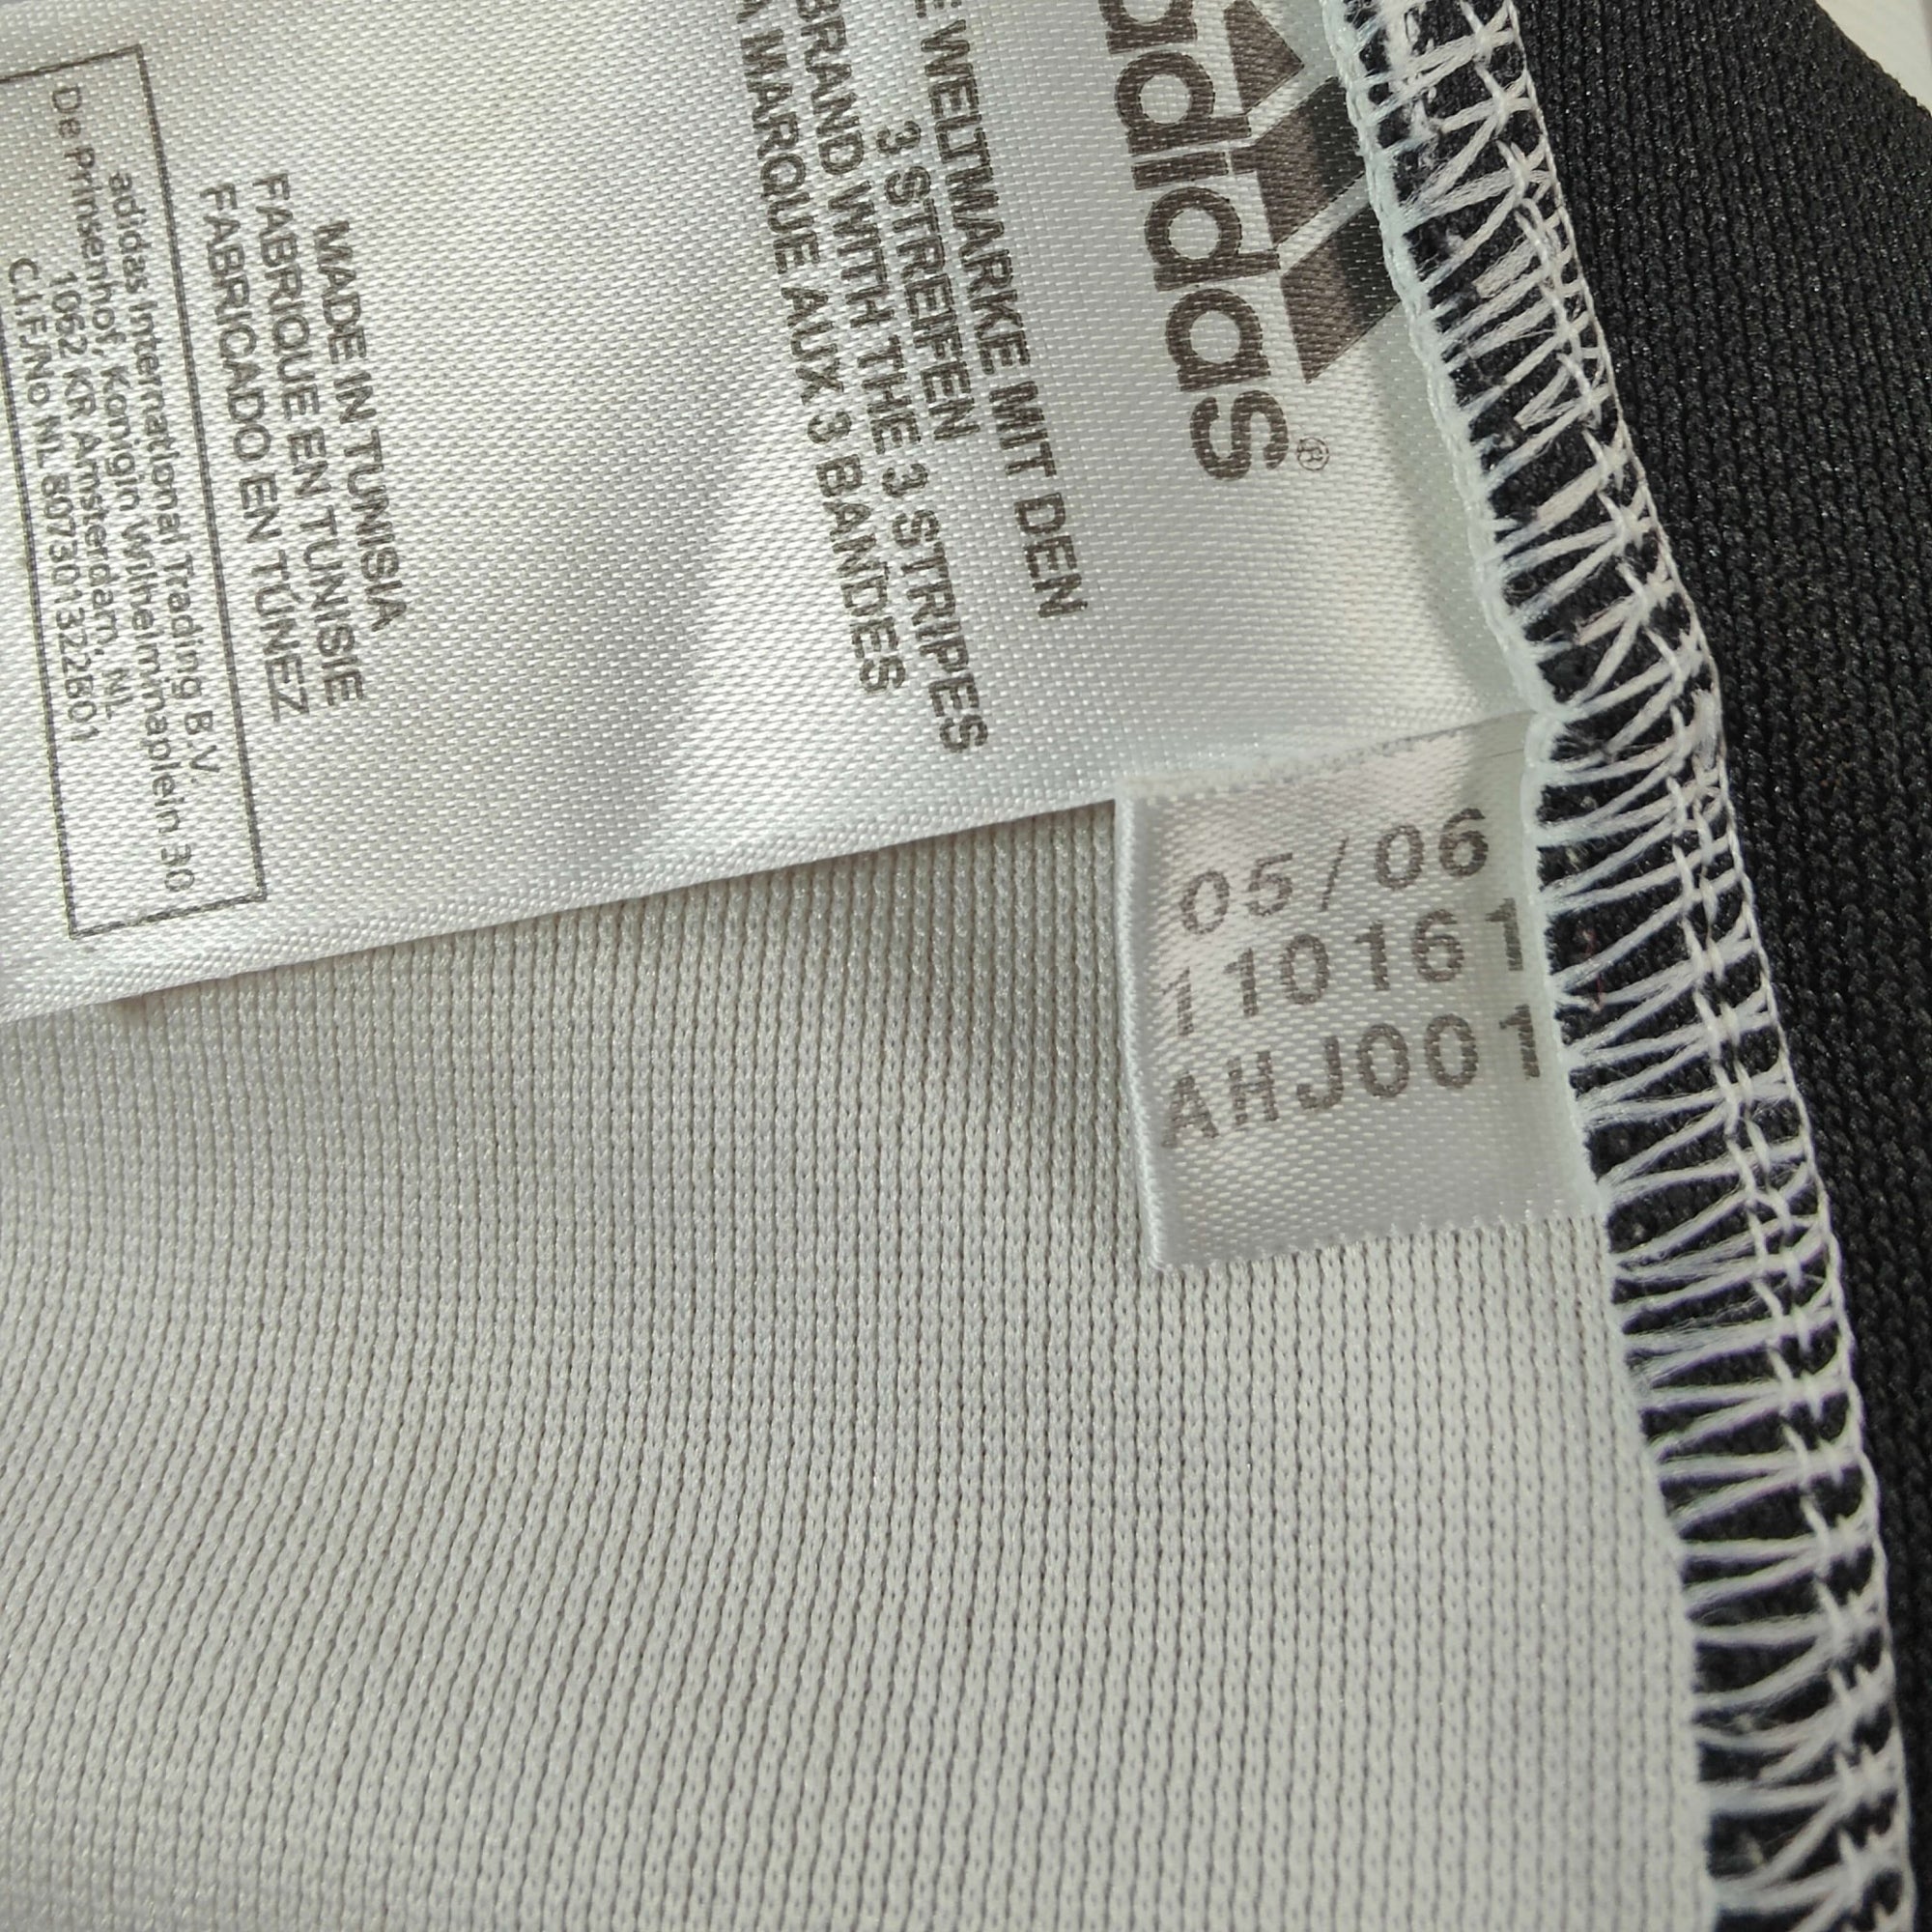 adidas®
E WELTMARKE MIT DEN
3 STREIFEN
BRAND WITH THE 3 STRIPES
A MARQUE AUX 3 BANDES
MADE IN TUNISIA
FABRIQUE EN TUNISIE
FABRICADO EN TÚNEZ
adidas International Trading B.V.
De Prinsenhof, Koningin Wilhelminaplein 30
1062 KR Amsterdam, NL
C.I.F/No NL 807301322B01
05/06
110161
AHJ001